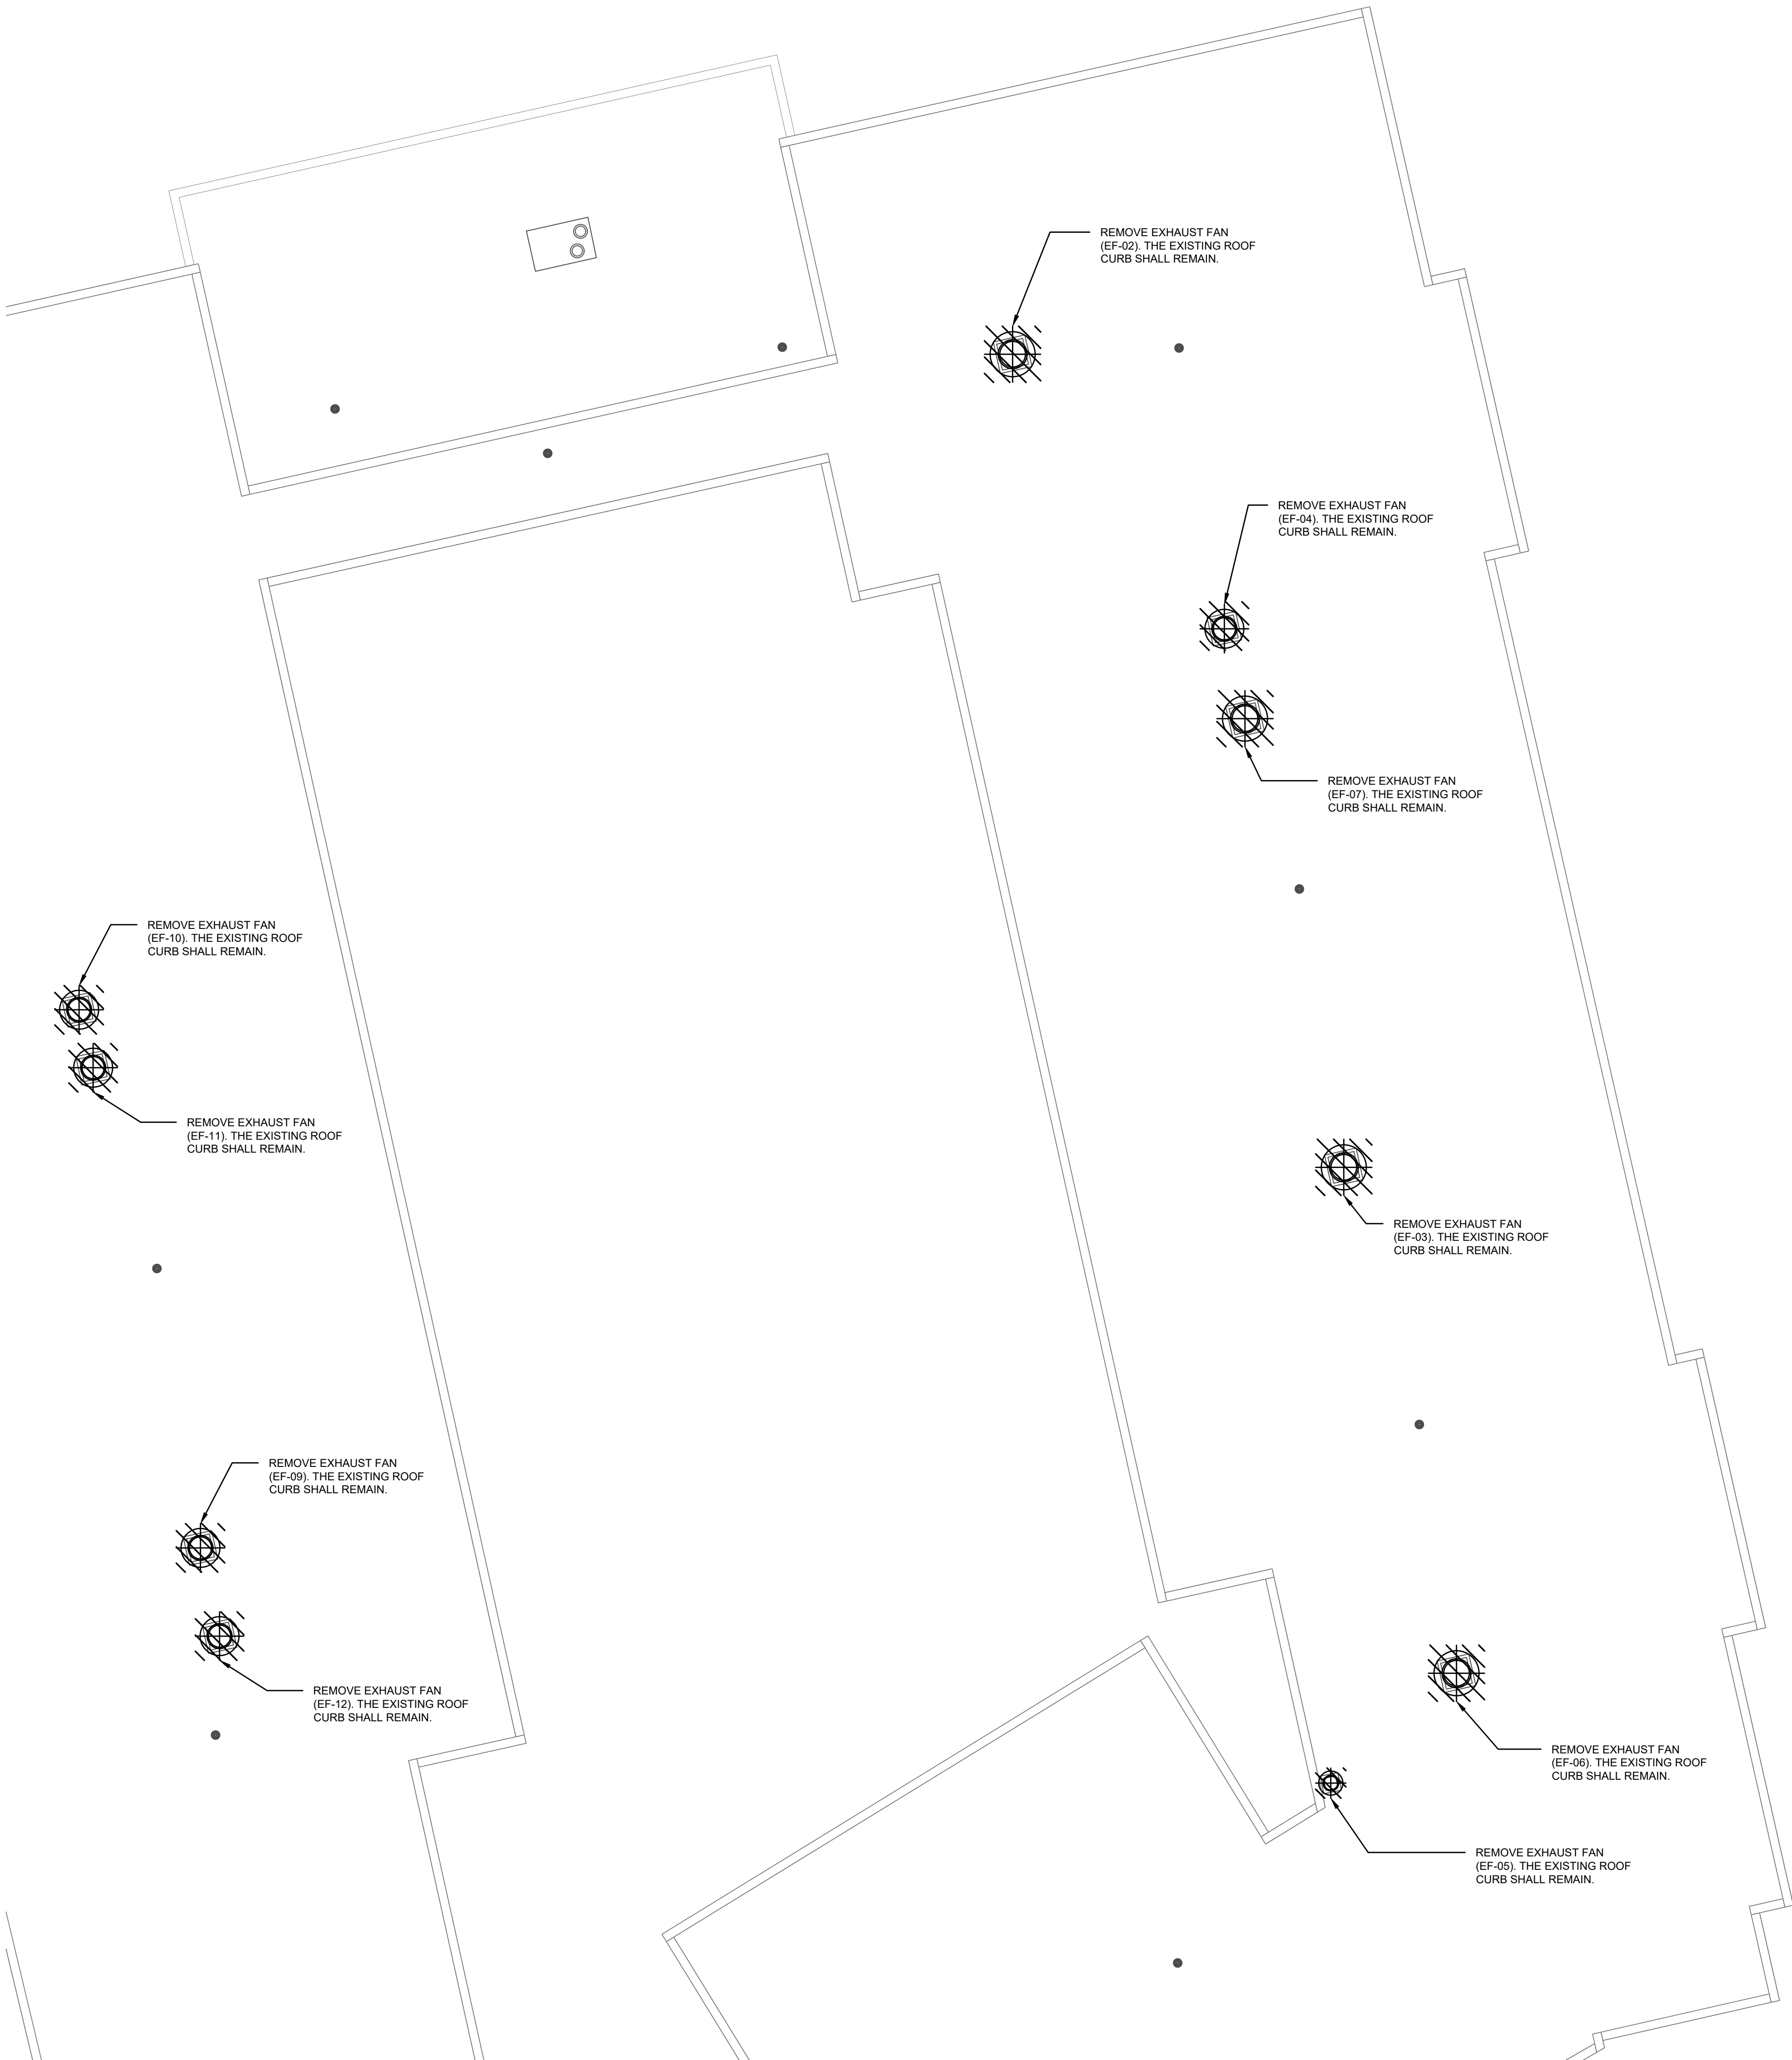 REMOVE EXHAUST FAN
(EF-02). THE EXISTING ROOF
CURB SHALL REMAIN.
REMOVE EXHAUST FAN
(EF-04). THE EXISTING ROOF
CURB SHALL REMAIN.
REMOVE EXHAUST FAN
(EF-07). THE EXISTING ROOF
CURB SHALL REMAIN.
REMOVE EXHAUST FAN
(EF-10). THE EXISTING ROOF
CURB SHALL REMAIN.
REMOVE EXHAUST FAN
(EF-11). THE EXISTING ROOF
CURB SHALL REMAIN.
REMOVE EXHAUST FAN
(EF-03). THE EXISTING ROOF
CURB SHALL REMAIN.
REMOVE EXHAUST FAN
(EF-09). THE EXISTING ROOF
CURB SHALL REMAIN.
REMOVE EXHAUST FAN
(EF-12). THE EXISTING ROOF
CURB SHALL REMAIN.
REMOVE EXHAUST FAN
(EF-06). THE EXISTING ROOF
CURB SHALL REMAIN.
REMOVE EXHAUST FAN
(EF-05). THE EXISTING ROOF
CURB SHALL REMAIN.